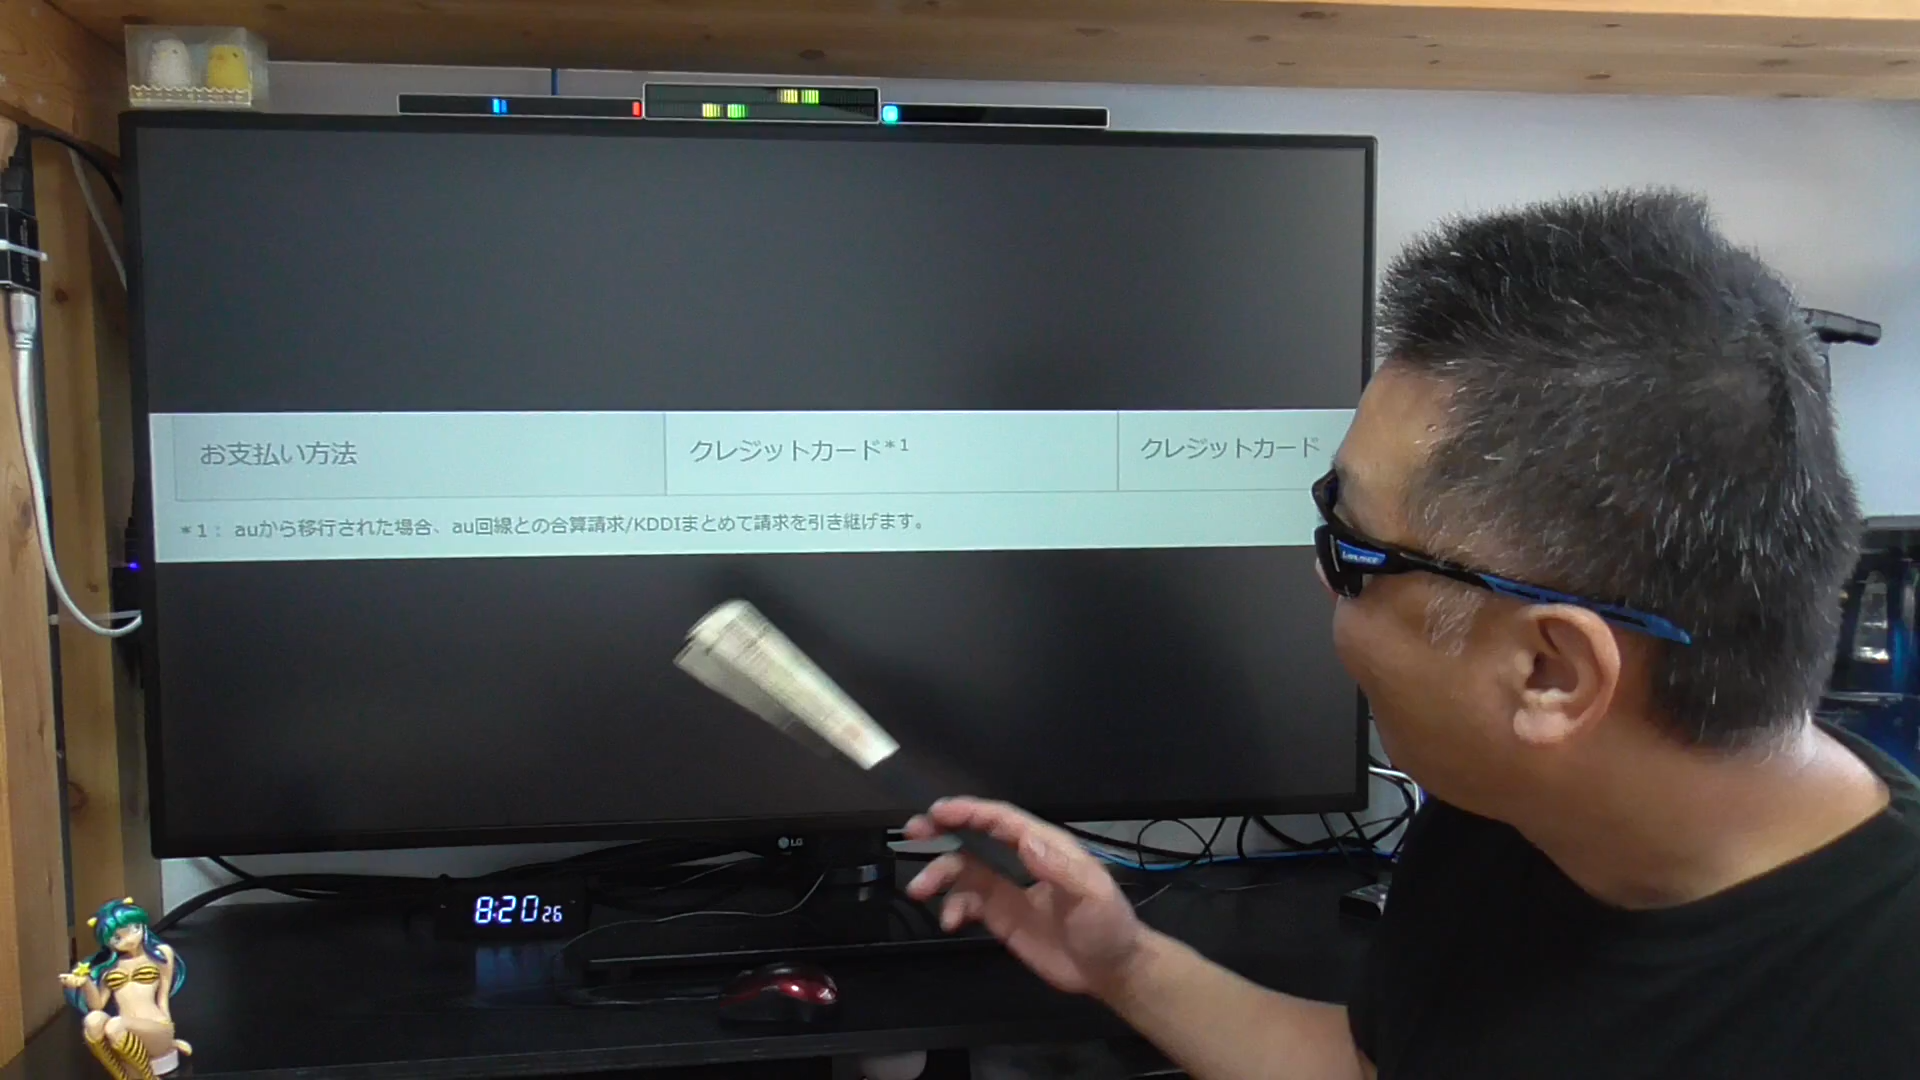 お支払い方法
クレジットカード*1
クレジットカード
*1：auから移行された場合、au回線との合算請求/KDDIまとめて請求を引き継げます。
LG
8:20 26